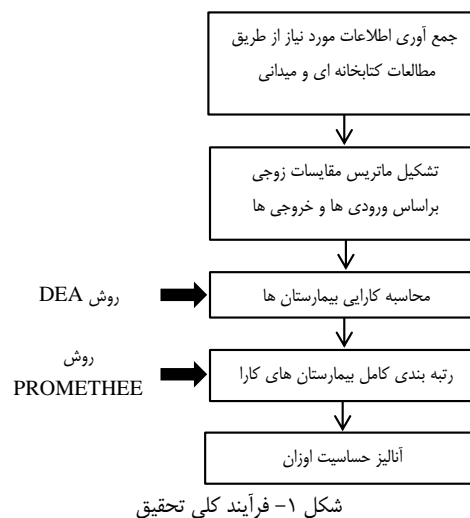 جمع آوری اطلاعات مورد نیاز از طریق
مطالعات کتابخانه ای و میدانی
تشکیل ماتریس مقایسات زوجی
براساس ورودی ها و خروجی ها
محاسبه کارایی بیمارستان ها
روش DEA
رتبه بندی کامل بیمارستان های کارا
روش
PROMETHEE
آنالیز حساسیت اوزان
شکل ۱- فرآیند کلی تحقیق